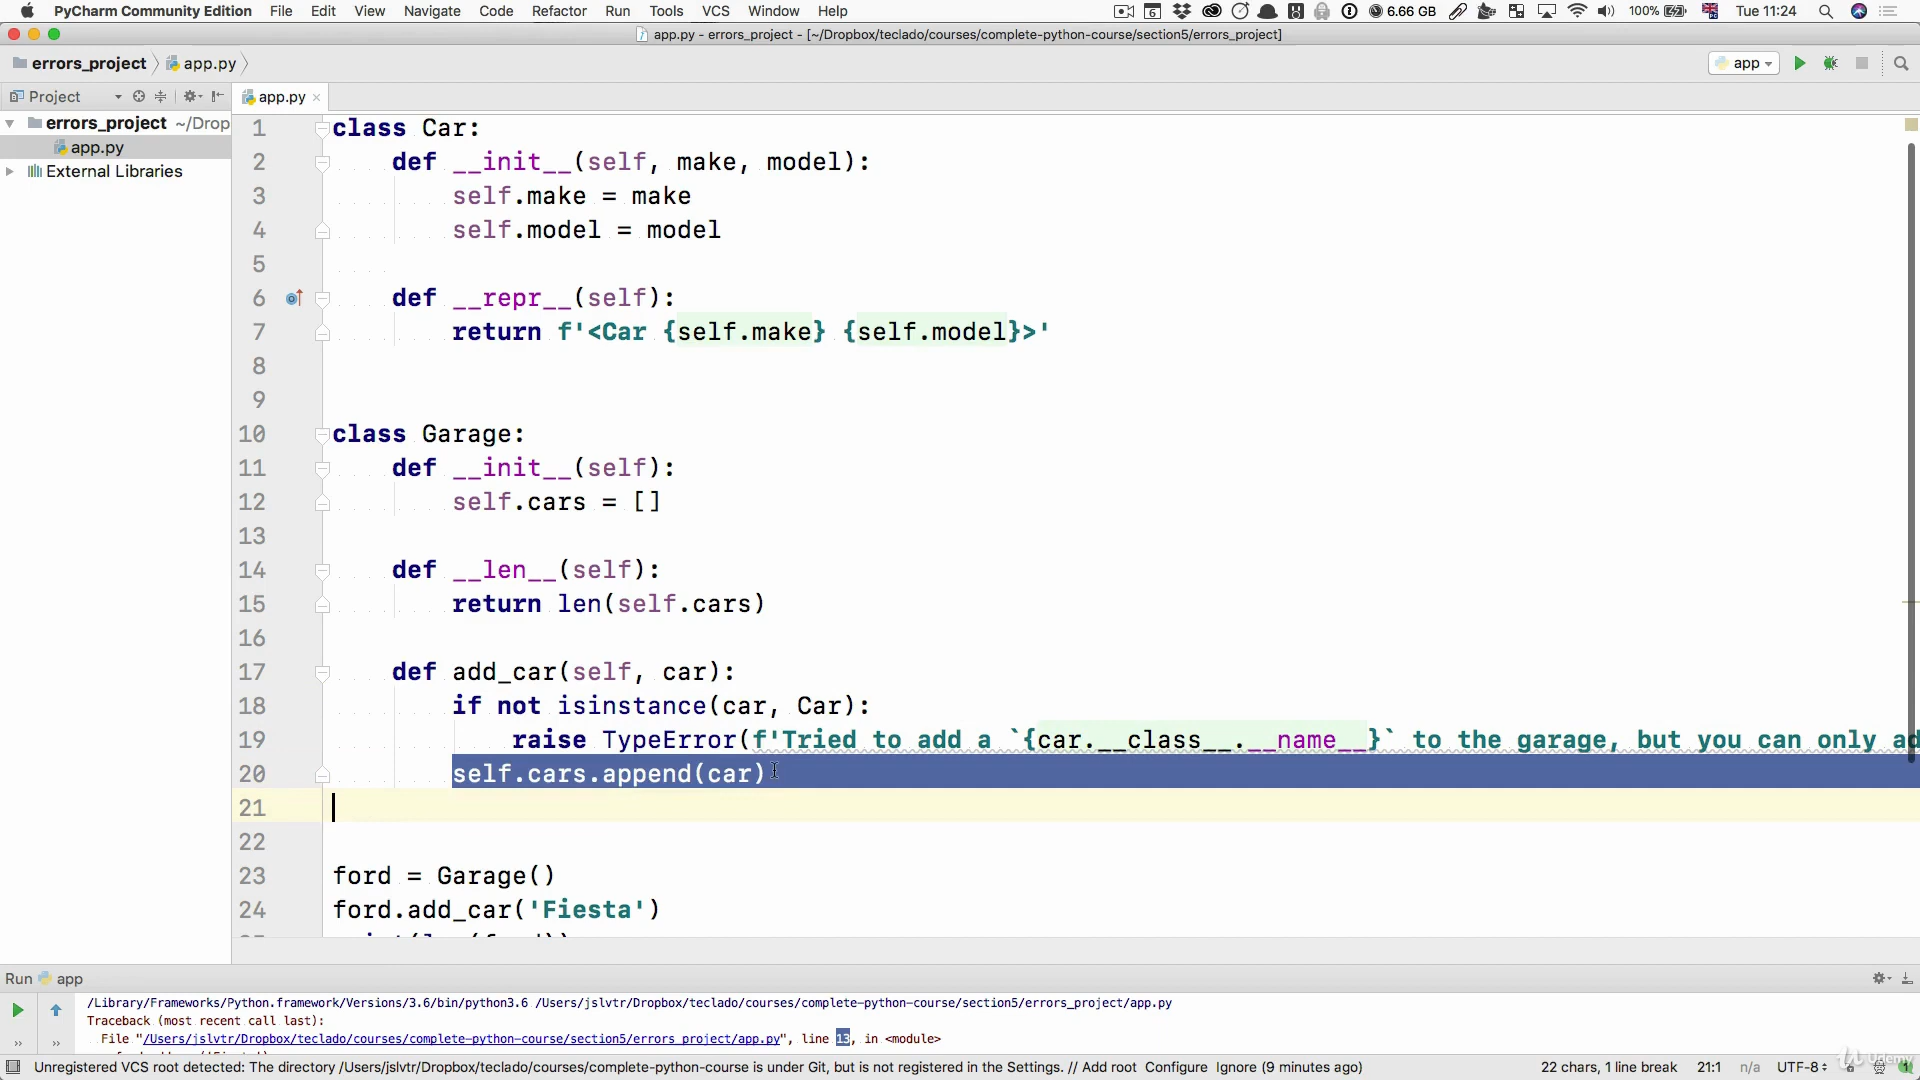 PyCharm Community Edition File Edit View Navigate Code Refactor Run Tools VCS Window Help 6 6.66 GB 100% Tue 11:24
app.py - errors_project - [~/Dropbox/teclado/courses/complete-python-course/section5/errors_project]
errors_project app.py app
Project app.py
errors_project ~/Drop
app.py
External Libraries
1 class Car:
2 def __init__(self, make, model):
3 self.make = make
4 self.model = model
5
6 def __repr__(self):
7 return f'<Car {self.make} {self.model}>'
8
9
10 class Garage:
11 def __init__(self):
12 self.cars = []
13
14 def __len__(self):
15 return len(self.cars)
16
17 def add_car(self, car):
18 if not isinstance(car, Car):
19 raise TypeError(f'Tried to add a `{car.__class__.__name__}` to the garage, but you can only ad
20 self.cars.append(car)
21
22
23 ford = Garage()
24 ford.add_car('Fiesta')
Run app
/Library/Frameworks/Python.framework/Versions/3.6/bin/python3.6 /Users/jslvtr/Dropbox/teclado/courses/complete-python-course/section5/errors_project/app.py
Traceback (most recent call last):
File "/Users/jslvtr/Dropbox/teclado/courses/complete-python-course/section5/errors_project/app.py", line 13, in <module>
Unregistered VCS root detected: The directory /Users/jslvtr/Dropbox/teclado/courses/complete-python-course is under Git, but is not registered in the Settings. // Add root Configure Ignore (9 minutes ago) 22 chars, 1 line break 21:1 n/a UTF-8 1
Udemy